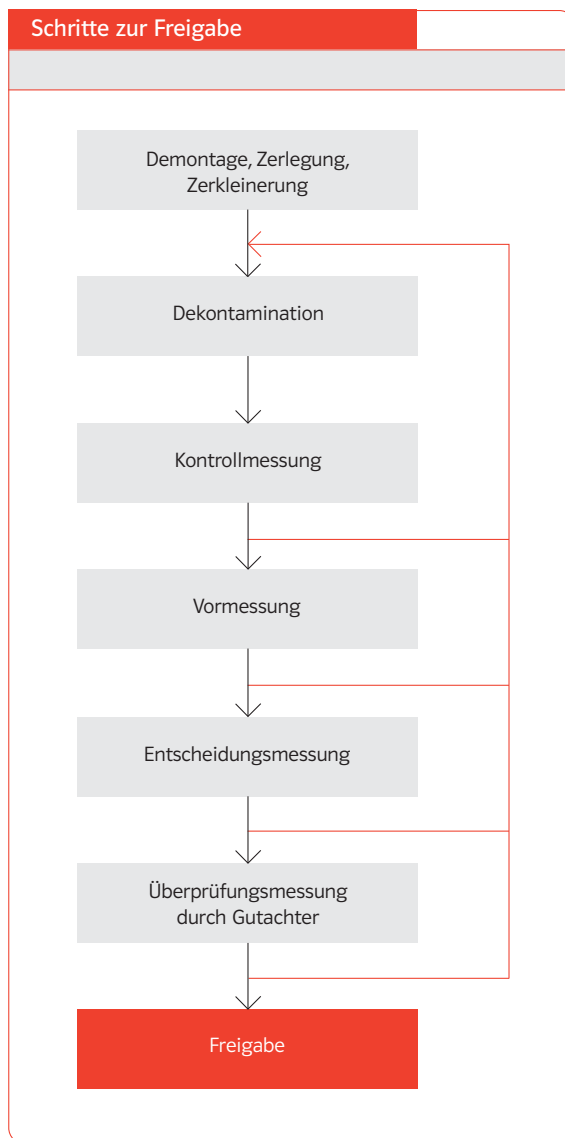 Schritte zur Freigabe
Demontage, Zerlegung,
Zerkleinerung
Dekontamination
Kontrollmessung
Vormessung
Entscheidungsmessung
Überprüfungsmessung
durch Gutachter
Freigabe